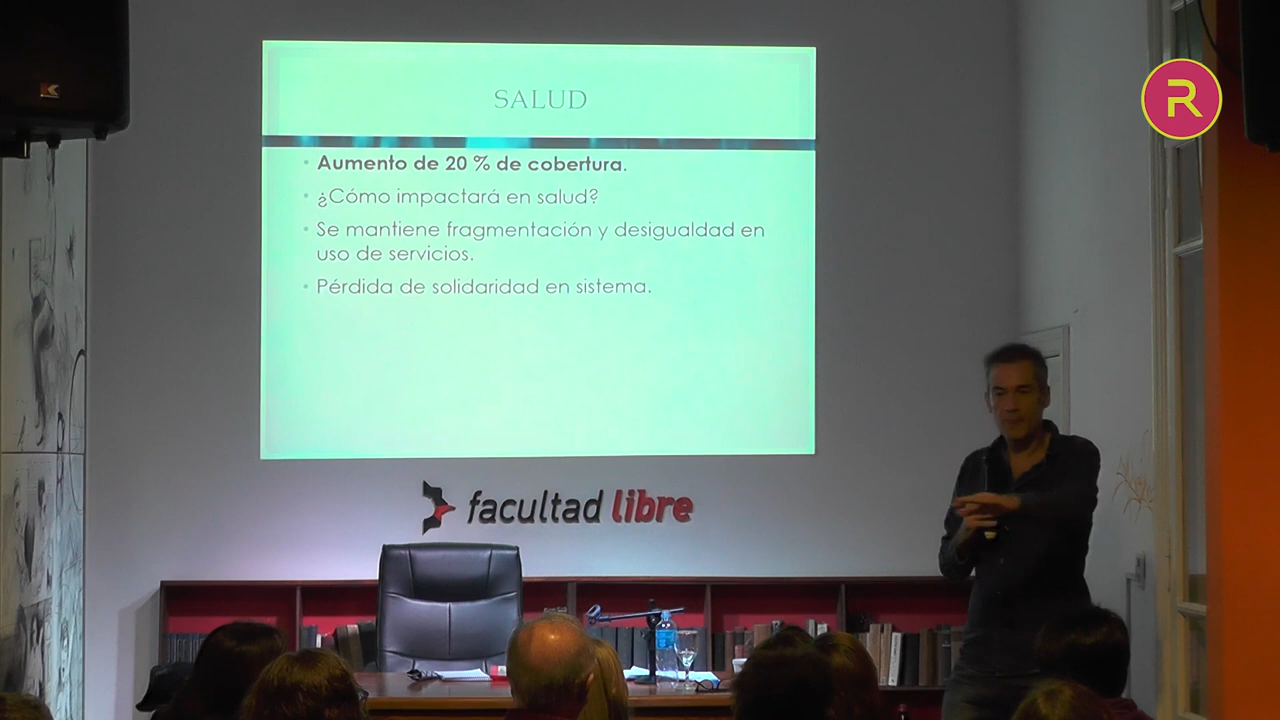 SALUD
Aumento de 20 % de cobertura.
¿Cómo impactará en salud?
Se mantiene fragmentación y desigualdad en
uso de servicios.
Pérdida de solidaridad en sistema.
facultad libre
R